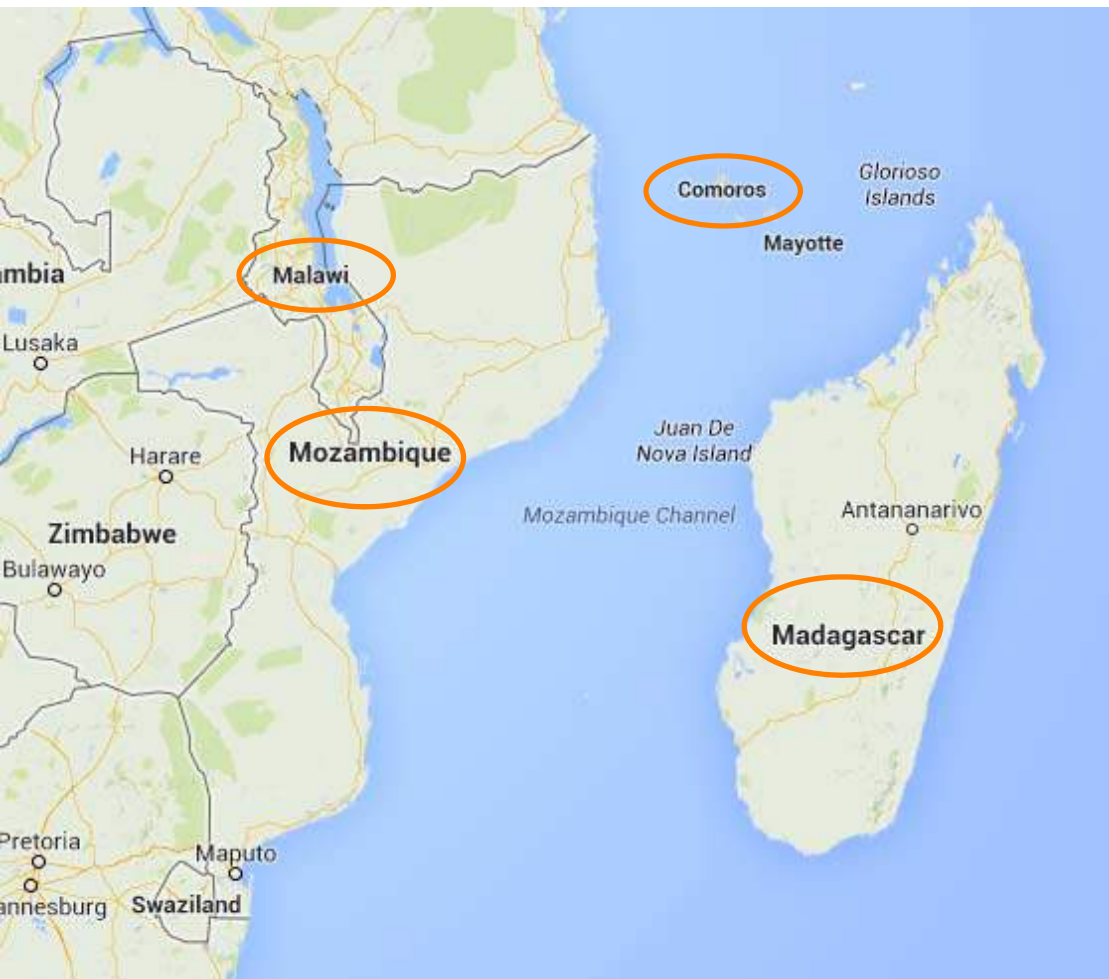 Comoros
Glorioso
Islands
Mayotte
ambia
Malawi
Lusaka
Juan De
Nova Island
Harare
Mozambique
Mozambique Channel
Antananarivo
Zimbabwe
Bulawayo
Madagascar
Pretoria
Maputo
annesburg
Swaziland